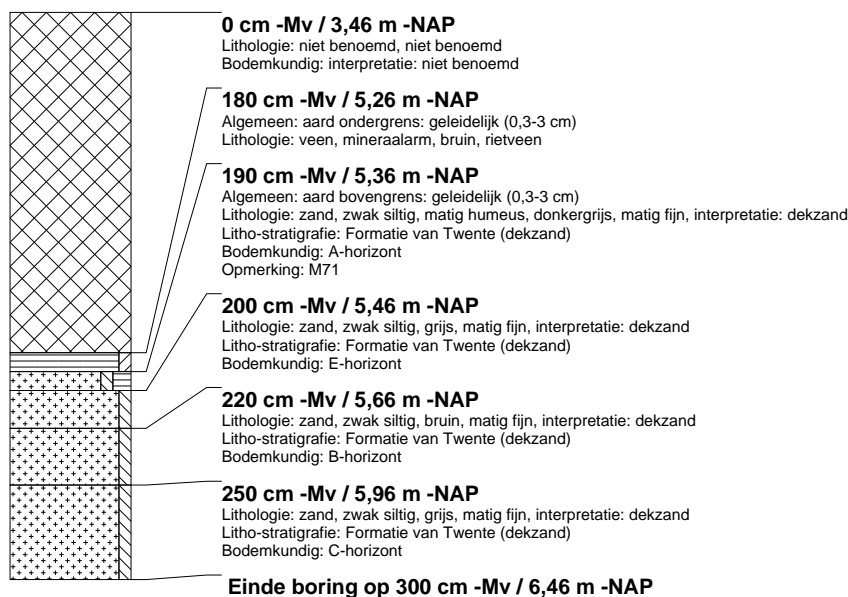 0 cm -Mv / 3,46 m -NAP
Lithologie: niet benoemd, niet benoemd
Bodemkundig: interpretatie: niet benoemd
180 cm -Mv / 5,26 m -NAP
Algemeen: aard ondergrens: geleidelijk (0,3-3 cm)
Lithologie: veen, mineraalarm, bruin, rietveen
190 cm -Mv / 5,36 m -NAP
Algemeen: aard bovengrens: geleidelijk (0,3-3 cm)
Lithologie: zand, zwak siltig, matig humeus, donkergrijs, matig fijn, interpretatie: dekzand
Litho-stratigrafie: Formatie van Twente (dekzand)
Bodemkundig: A-horizont
Opmerking: M71
200 cm -Mv / 5,46 m -NAP
Lithologie: zand, zwak siltig, grijs, matig fijn, interpretatie: dekzand
Litho-stratigrafie: Formatie van Twente (dekzand)
Bodemkundig: E-horizont
220 cm -Mv / 5,66 m -NAP
Lithologie: zand, zwak siltig, bruin, matig fijn, interpretatie: dekzand
Litho-stratigrafie: Formatie van Twente (dekzand)
Bodemkundig: B-horizont
250 cm -Mv / 5,96 m -NAP
Lithologie: zand, zwak siltig, grijs, matig fijn, interpretatie: dekzand
Litho-stratigrafie: Formatie van Twente (dekzand)
Bodemkundig: C-horizont
Einde boring op 300 cm -Mv / 6,46 m -NAP